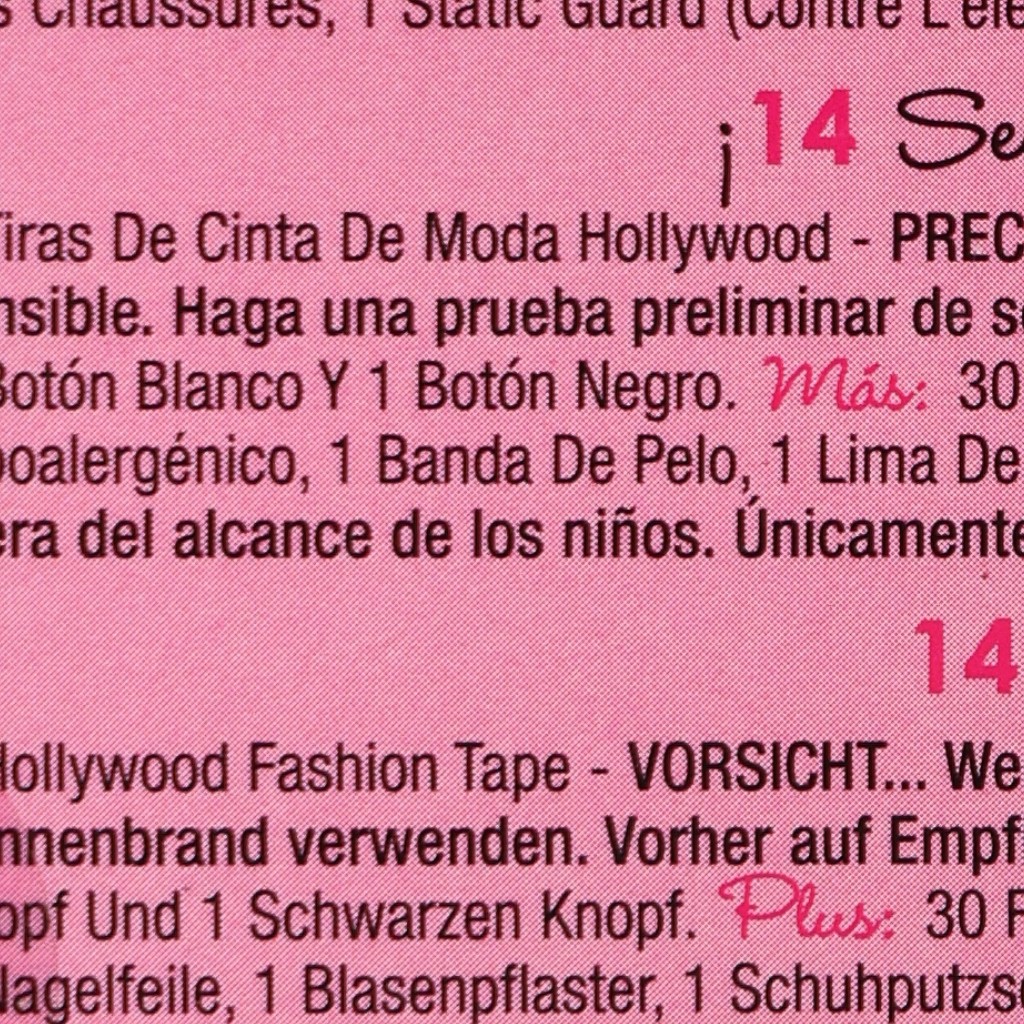 Chaussures, 1 Static Guard (Contre L'éle
¡14 Se
Tiras De Cinta De Moda Hollywood - PREC
nsible. Haga una prueba preliminar de s
Botón Blanco Y 1 Botón Negro. Más: 30
poalergénico, 1 Banda De Pelo, 1 Lima De
era del alcance de los niños. Únicamente
14
Hollywood Fashion Tape - VORSICHT... We
nnenbrand verwenden. Vorher auf Empf
opf Und 1 Schwarzen Knopf. Plus: 30
Nagelfeile, 1 Blasenpflaster, 1 Schuhputzs